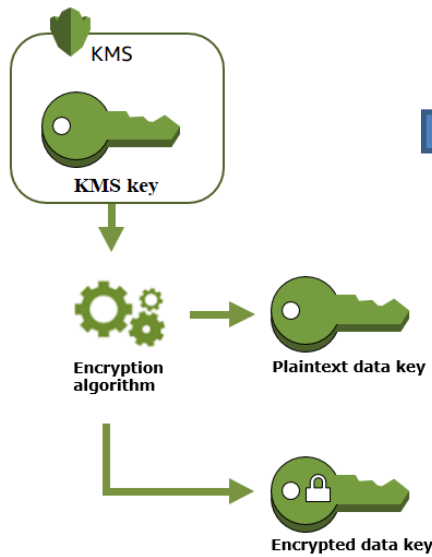 KMS
KMS key
Encryption
algorithm
Plaintext data key
Encrypted data key